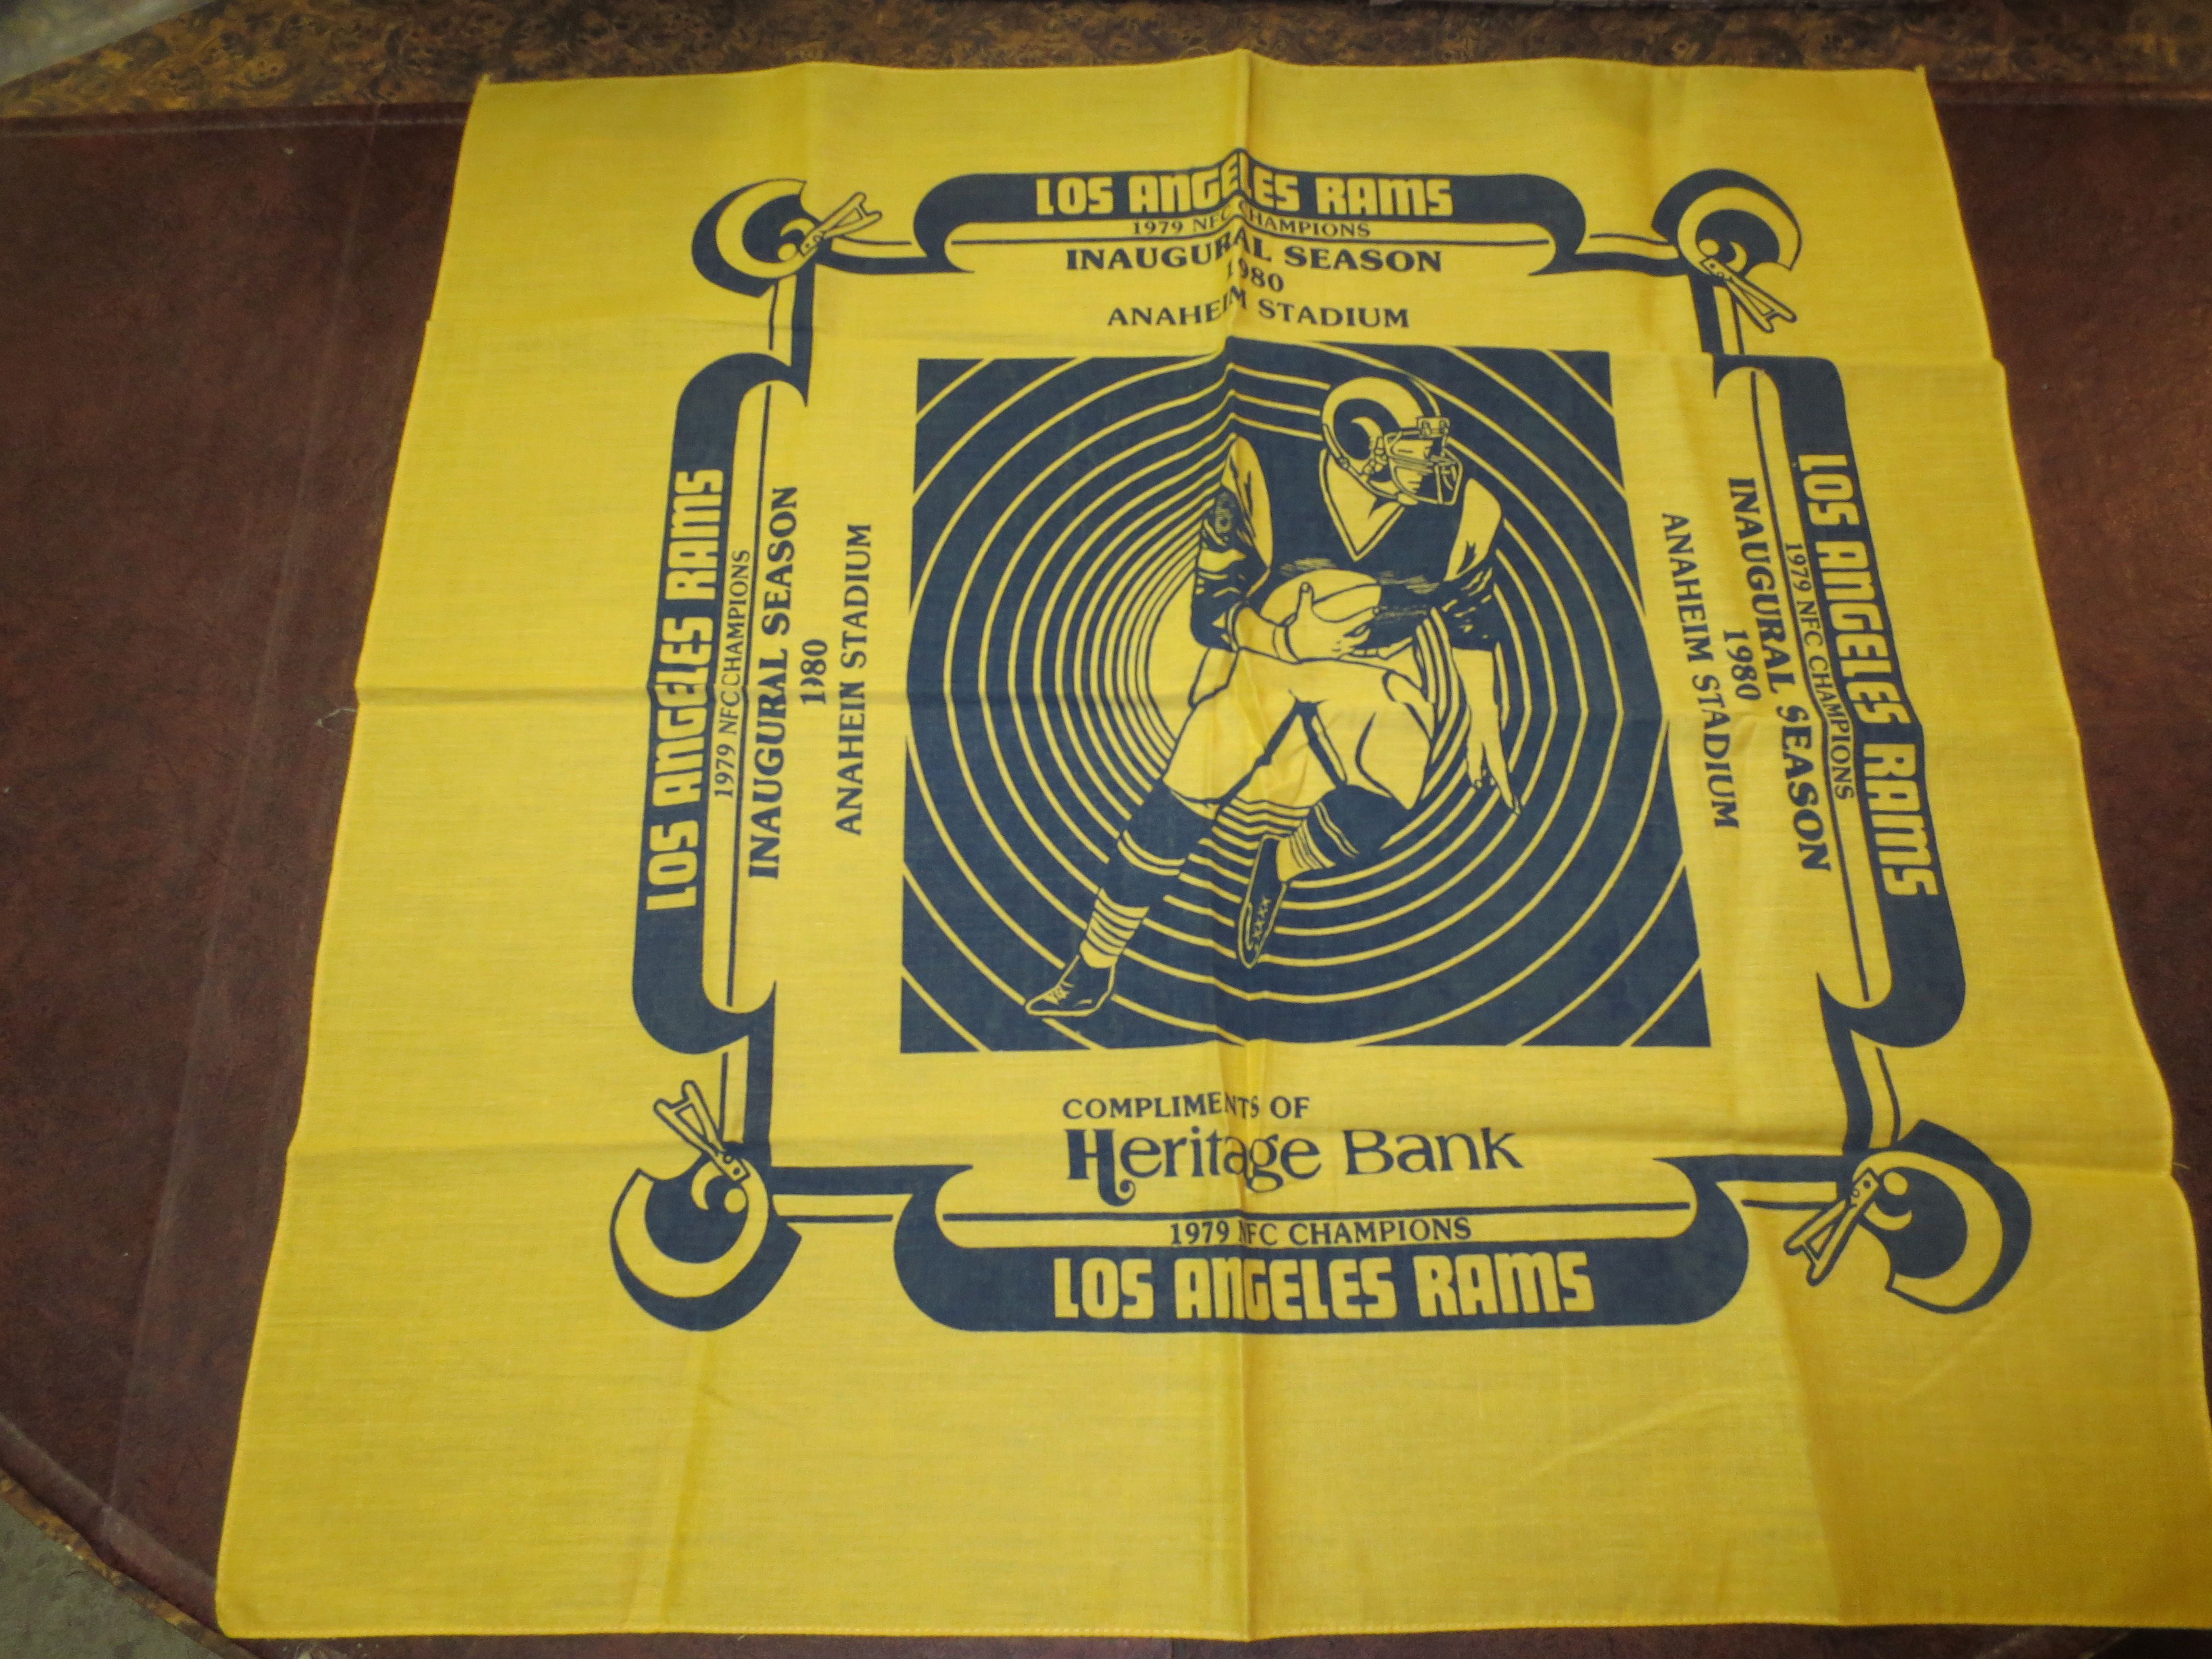 LOS ANGELES RAMS
1979 NFC CHAMPIONS
INAUGURAL SEASON
1980
ANAHEIM STADIUM
LOS ANGELES RAMS
1979 NFC CHAMPIONS
INAUGURAL SEASON
1980
ANAHEIN STADIUM
LOS ANGELES RAMS
1979 NFC CHAMPIONS
INAUGURAL SEASON
1980
ANAHEIM STADIUM
COMPLIMENTS OF
Heritage Bank
1979 NFC CHAMPIONS
LOS ANGELES RAMS